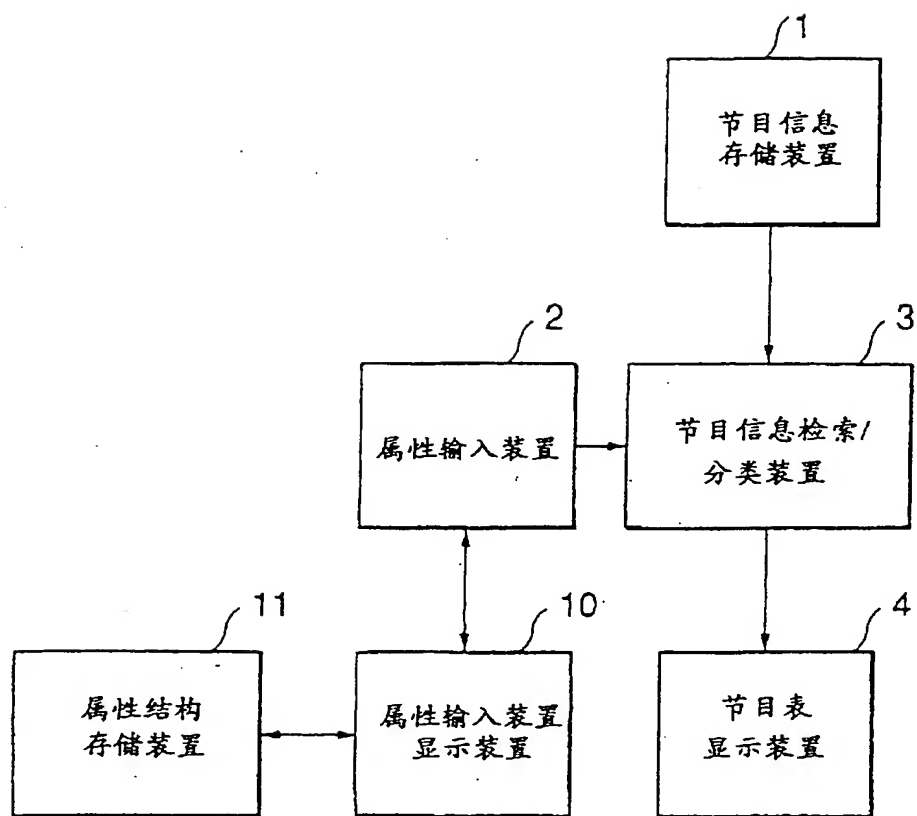 1
节目信息
存储装置
2
属性输入装置
3
节目信息检索/
分类装置
11
属性结构
存储装置
10
属性输入装置
显示装置
4
节目表
显示装置